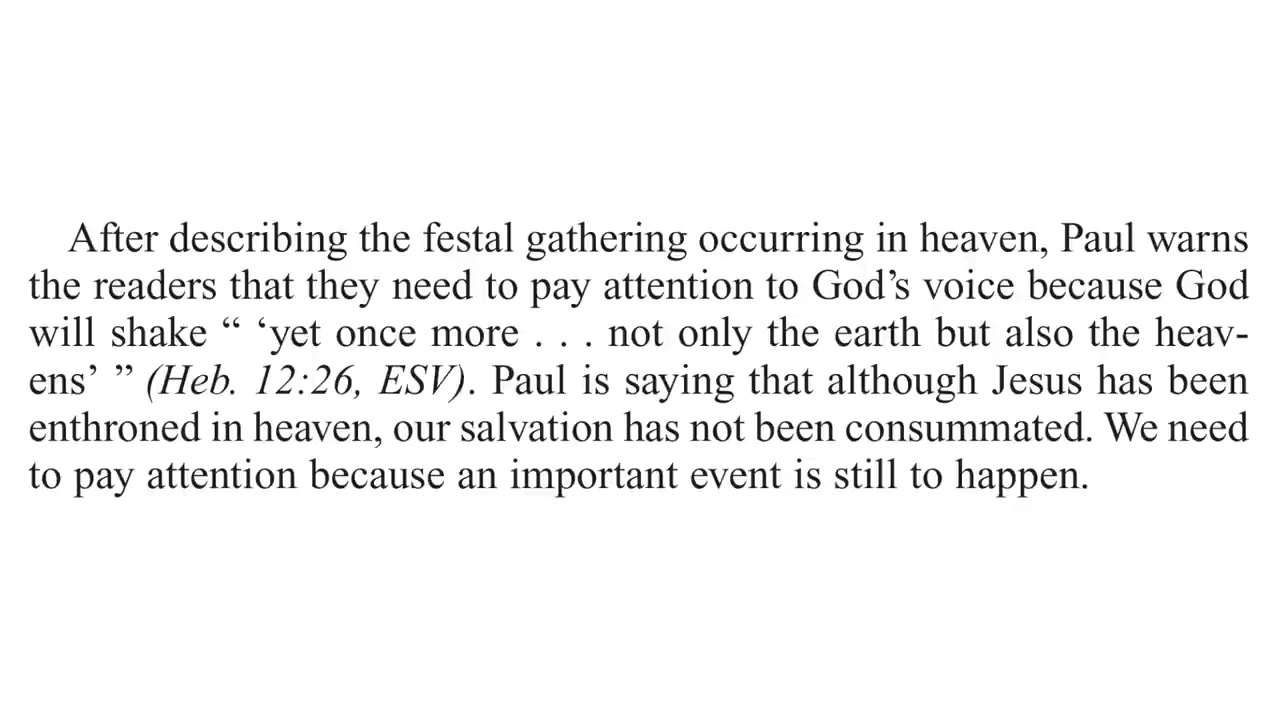 After describing the festal gathering occurring in heaven, Paul warns
the readers that they need to pay attention to God’s voice because God
will shake “ ‘yet once more . . . not only the earth but also the heav-
ens’ ” (Heb. 12:26, ESV). Paul is saying that although Jesus has been
enthroned in heaven, our salvation has not been consummated. We need
to pay attention because an important event is still to happen.